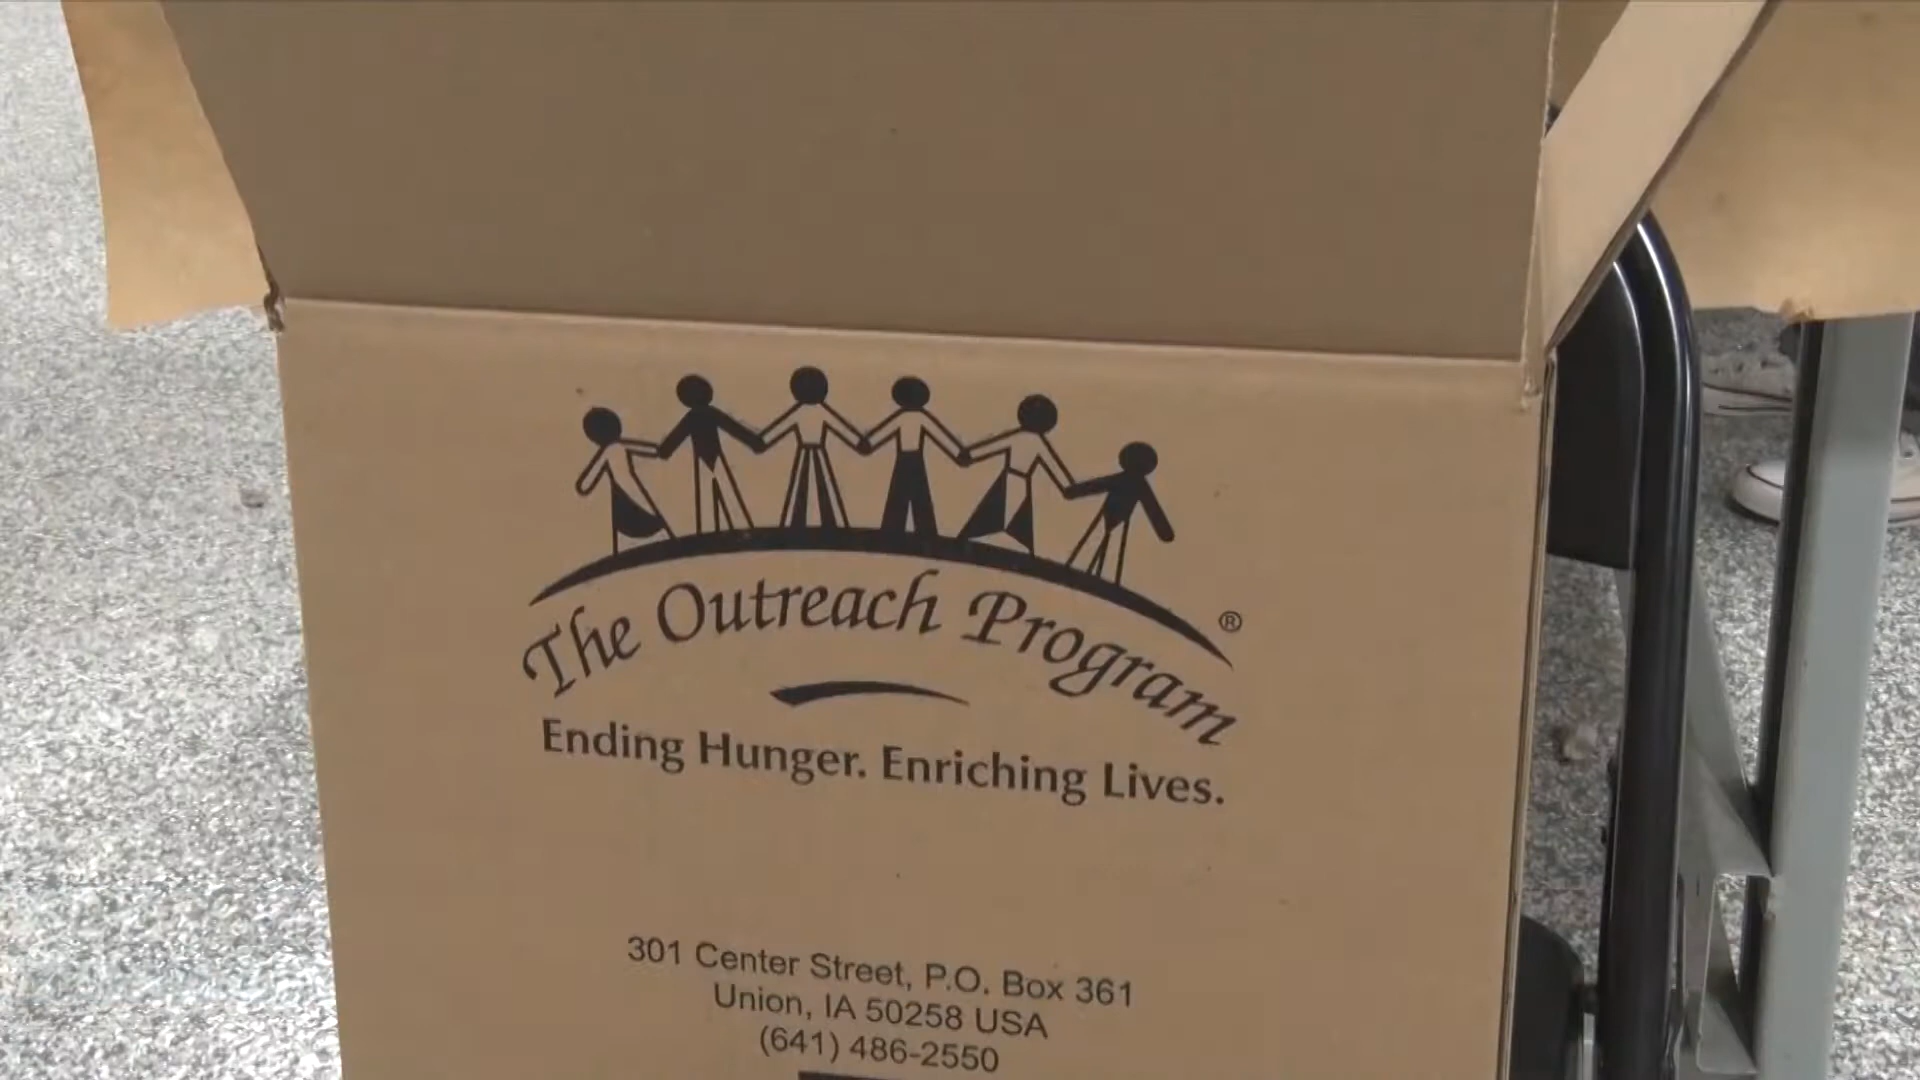 The Outreach Program ®
Ending Hunger. Enriching Lives.
301 Center Street, P.O. Box 361
Union, IA 50258 USA
(641) 486-2550